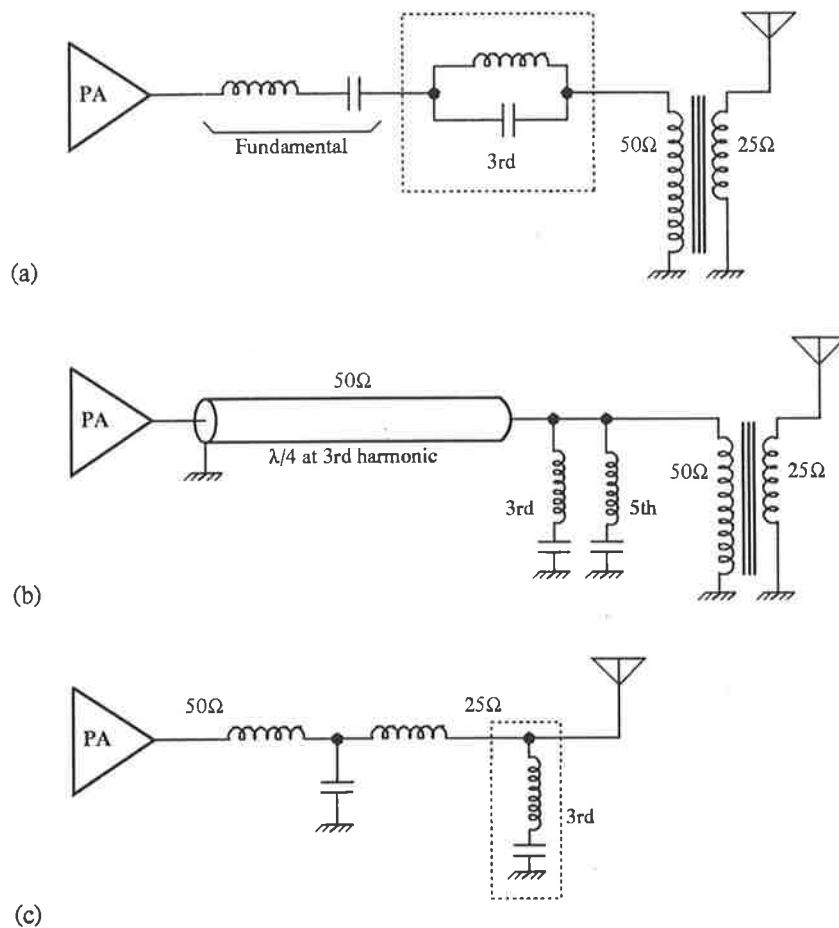 PA
Fundamental
3rd
50Ω
25Ω
(a)
PA
50Ω
λ/4 at 3rd harmonic
3rd
5th
50Ω
25Ω
(b)
PA
50Ω
25Ω
3rd
(c)